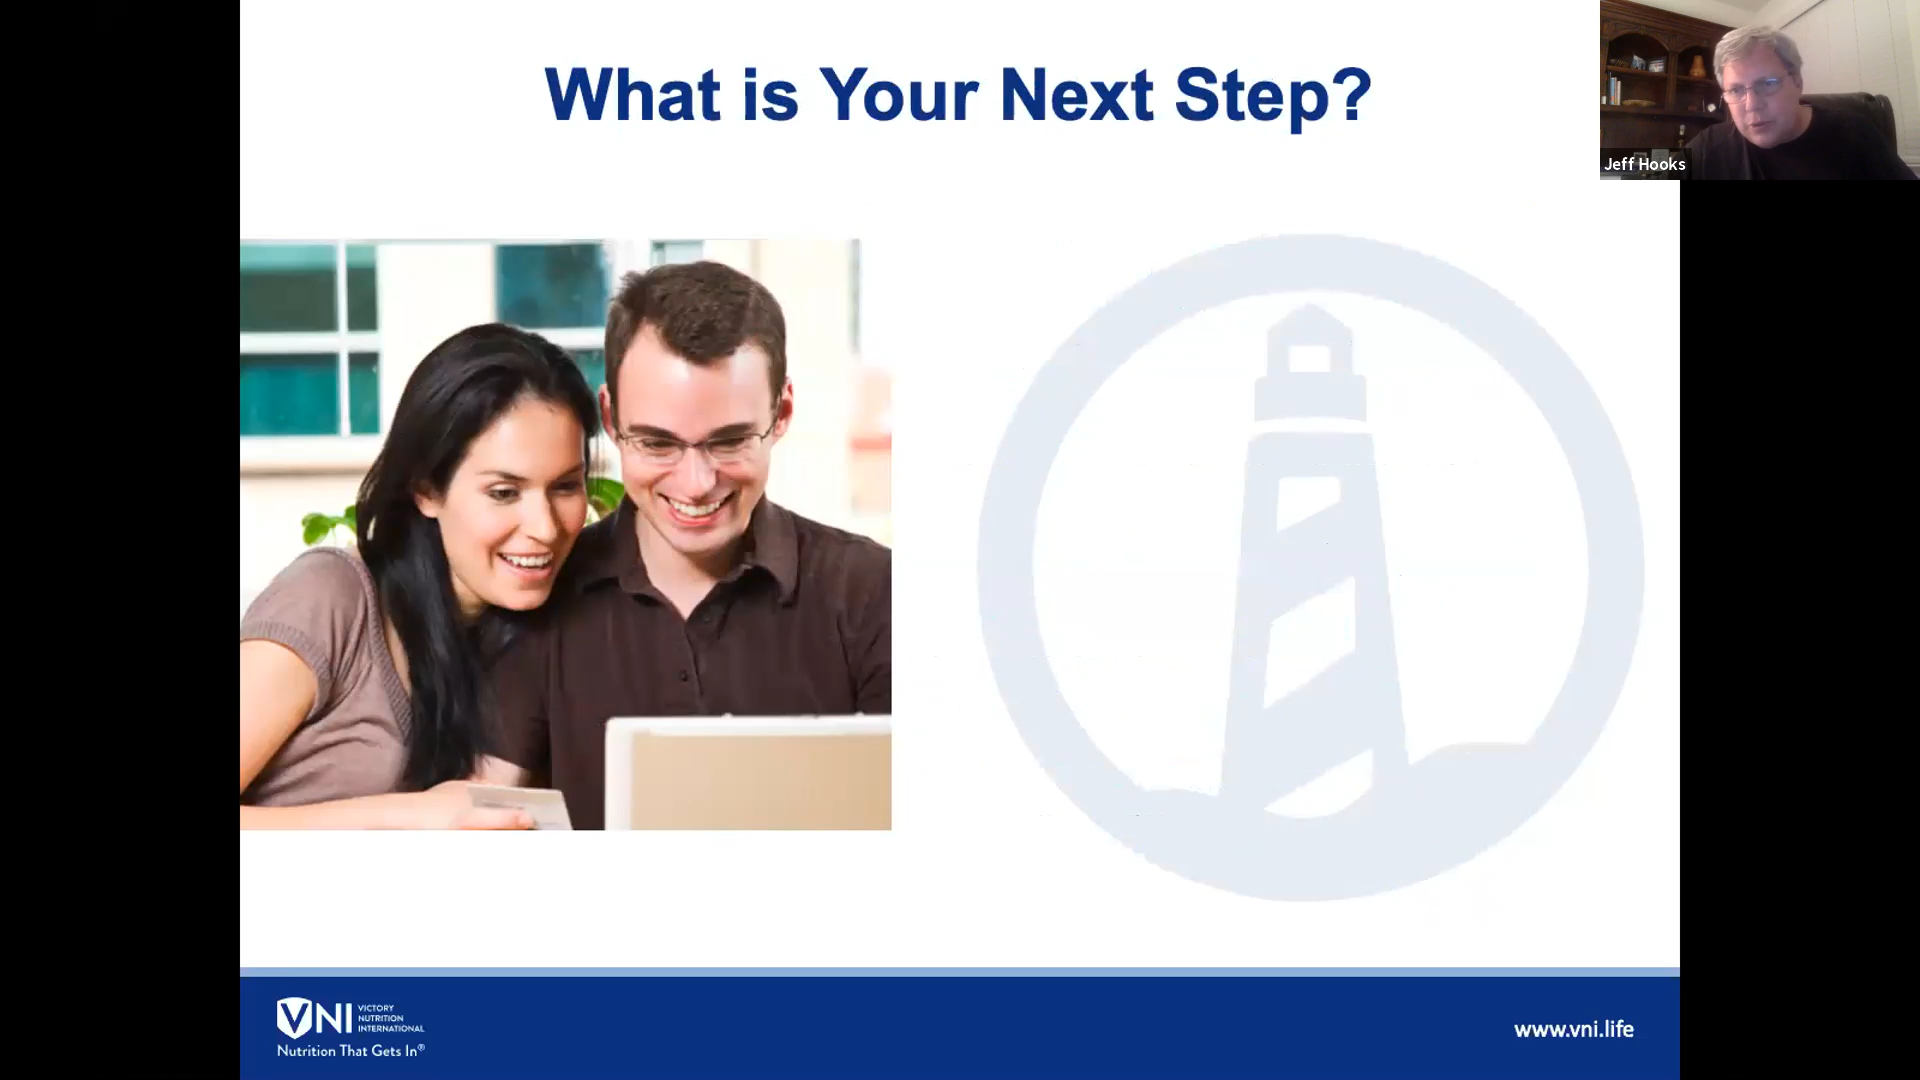 What is Your Next Step?
Jeff Hooks
VNI
VICTORY
NUTRITION
INTERNATIONAL
Nutrition That Gets In®
www.vni.life